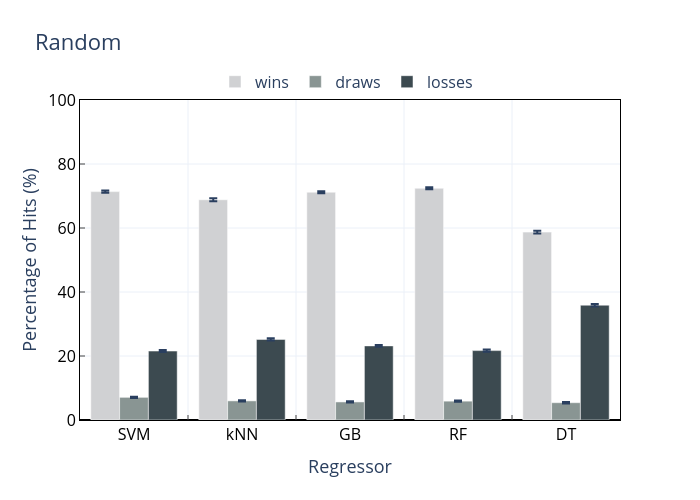 Random
wins draws losses
100
80
60
40
20
0
Percentage of Hits (%)
SVM kNN GB RF DT
Regressor